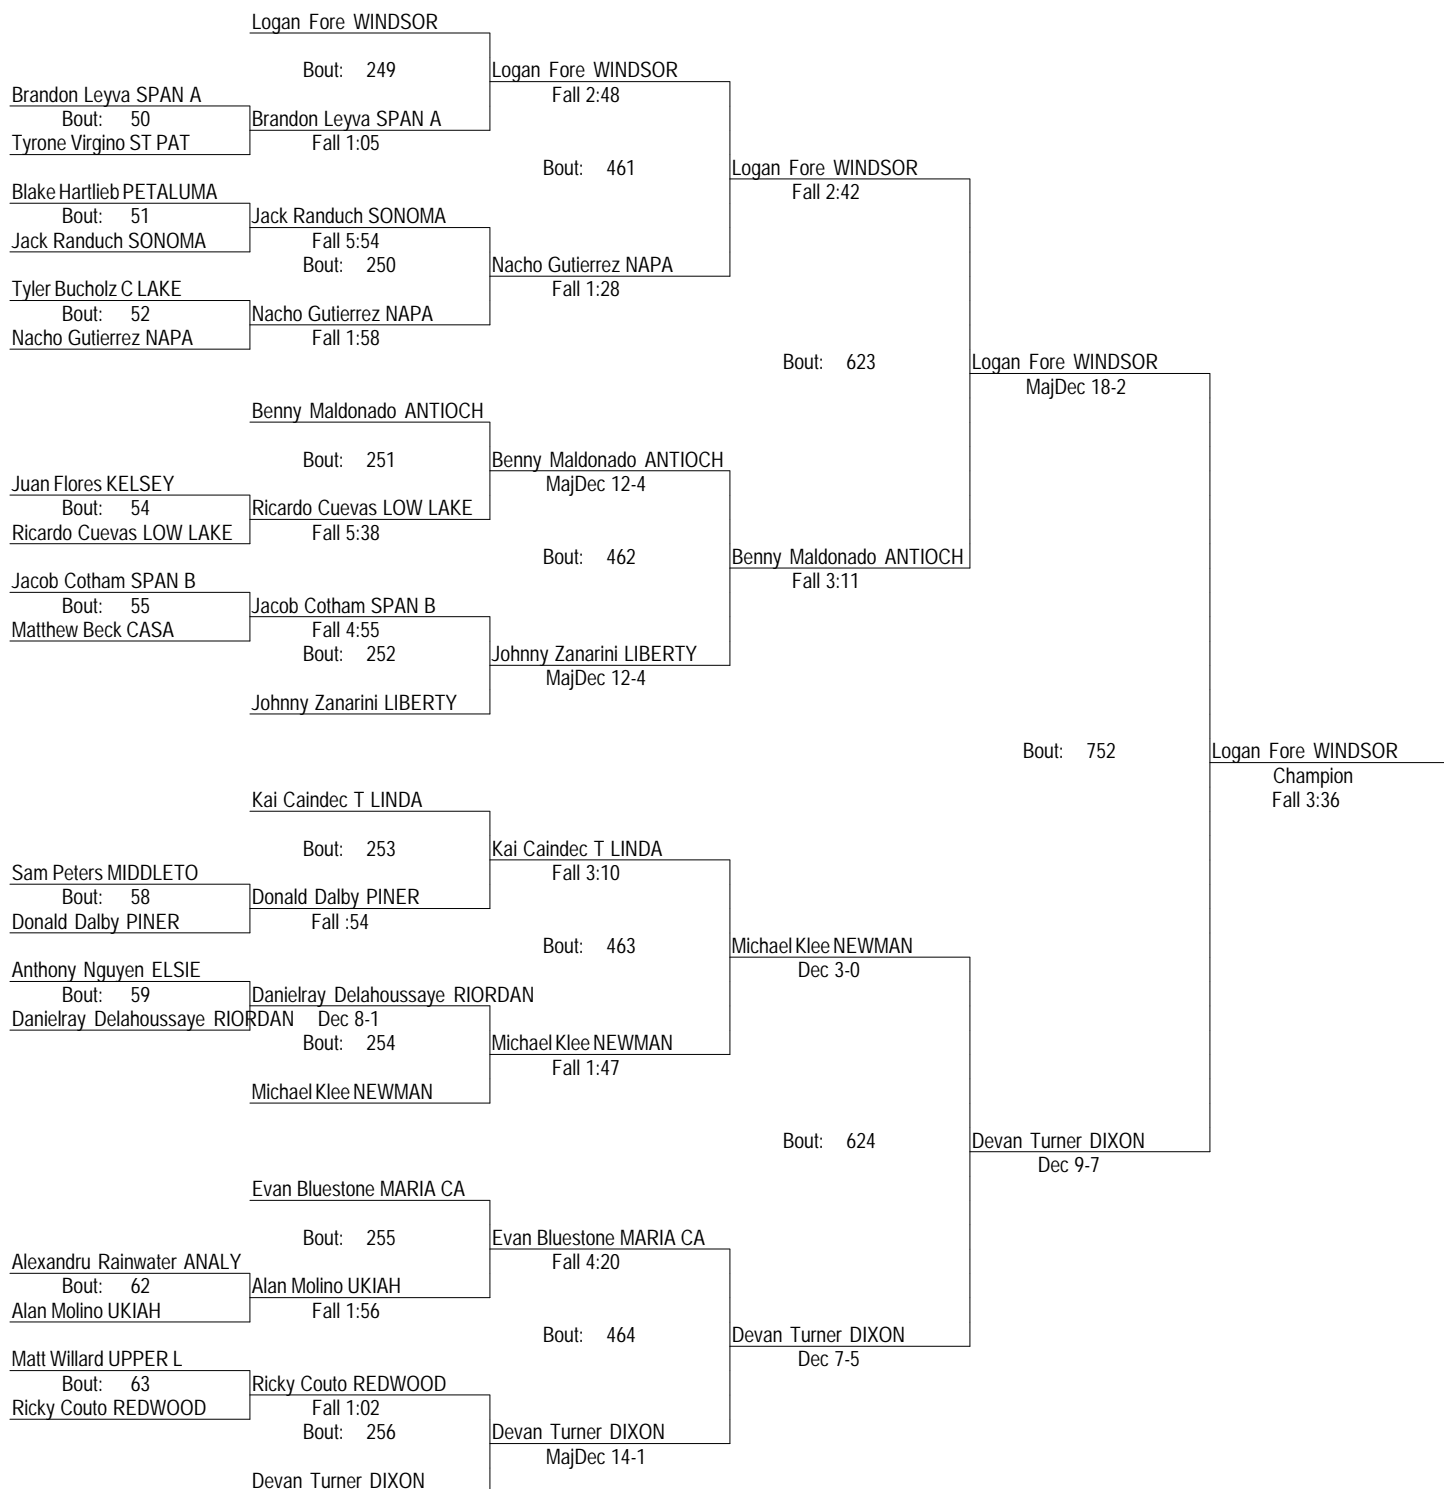 Logan Fore WINDSOR
Bout: 249
Logan Fore WINDSOR
Fall 2:48
Brandon Leyva SPAN A
Bout: 50
Brandon Leyva SPAN A
Tyrone Virgino ST PAT
Fall 1:05
Bout: 461
Logan Fore WINDSOR
Fall 2:42
Blake Hartlieb PETALUMA
Bout: 51
Jack Randuch SONOMA
Jack Randuch SONOMA
Fall 5:54
Bout: 250
Nacho Gutierrez NAPA
Fall 1:28
Tyler Bucholz C LAKE
Bout: 52
Nacho Gutierrez NAPA
Nacho Gutierrez NAPA
Fall 1:58
Bout: 623
Logan Fore WINDSOR
MajDec 18-2
Benny Maldonado ANTIOCH
Bout: 251
Benny Maldonado ANTIOCH
MajDec 12-4
Juan Flores KELSEY
Bout: 54
Ricardo Cuevas LOW LAKE
Ricardo Cuevas LOW LAKE
Fall 5:38
Bout: 462
Benny Maldonado ANTIOCH
Fall 3:11
Jacob Cotham SPAN B
Bout: 55
Jacob Cotham SPAN B
Matthew Beck CASA
Fall 4:55
Bout: 252
Johnny Zanarini LIBERTY
MajDec 12-4
Johnny Zanarini LIBERTY
Bout: 752
Logan Fore WINDSOR
Champion
Fall 3:36
Kai Caindec T LINDA
Bout: 253
Kai Caindec T LINDA
Fall 3:10
Sam Peters MIDDLETO
Bout: 58
Donald Dalby PINER
Donald Dalby PINER
Fall :54
Bout: 463
Michael Klee NEWMAN
Dec 3-0
Anthony Nguyen ELSIE
Bout: 59
Danielray Delahoussaye RIORDAN
Danielray Delahoussaye RIORDAN
Dec 8-1
Bout: 254
Michael Klee NEWMAN
Fall 1:47
Michael Klee NEWMAN
Bout: 624
Devan Turner DIXON
Dec 9-7
Evan Bluestone MARIA CA
Bout: 255
Evan Bluestone MARIA CA
Fall 4:20
Alexandru Rainwater ANALY
Bout: 62
Alan Molino UKIAH
Alan Molino UKIAH
Fall 1:56
Bout: 464
Devan Turner DIXON
Dec 7-5
Matt Willard UPPER L
Bout: 63
Ricky Couto REDWOOD
Ricky Couto REDWOOD
Fall 1:02
Bout: 256
Devan Turner DIXON
MajDec 14-1
Devan Turner DIXON